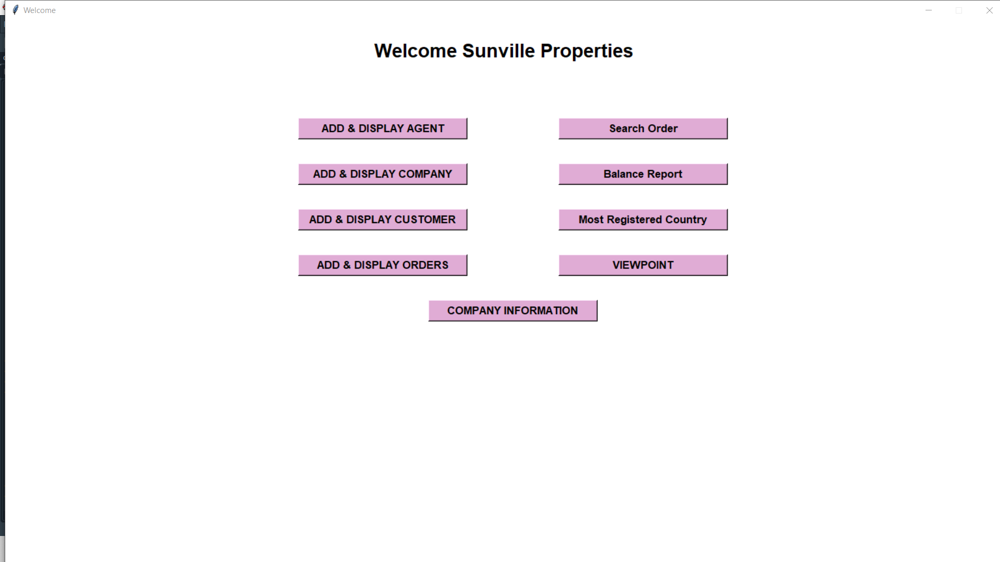 Welcome
Welcome Sunville Properties
ADD & DISPLAY AGENT
Search Order
ADD & DISPLAY COMPANY
Balance Report
ADD & DISPLAY CUSTOMER
Most Registered Country
ADD & DISPLAY ORDERS
VIEWPOINT
COMPANY INFORMATION